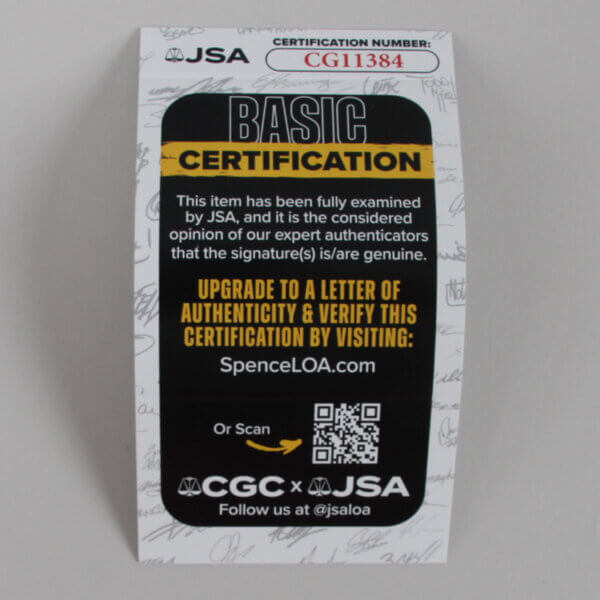 JSA
CERTIFICATION NUMBER:
CG11384
BASIC
CERTIFICATION
This item has been fully examined
by JSA, and it is the considered
opinion of our expert authenticators
that the signature(s) is/are genuine.
UPGRADE TO A LETTER OF
AUTHENTICITY & VERIFY THIS
CERTIFICATION BY VISITING:
SpenceLOA.com
Or Scan
CGC x JSA
Follow us at @jsaloa